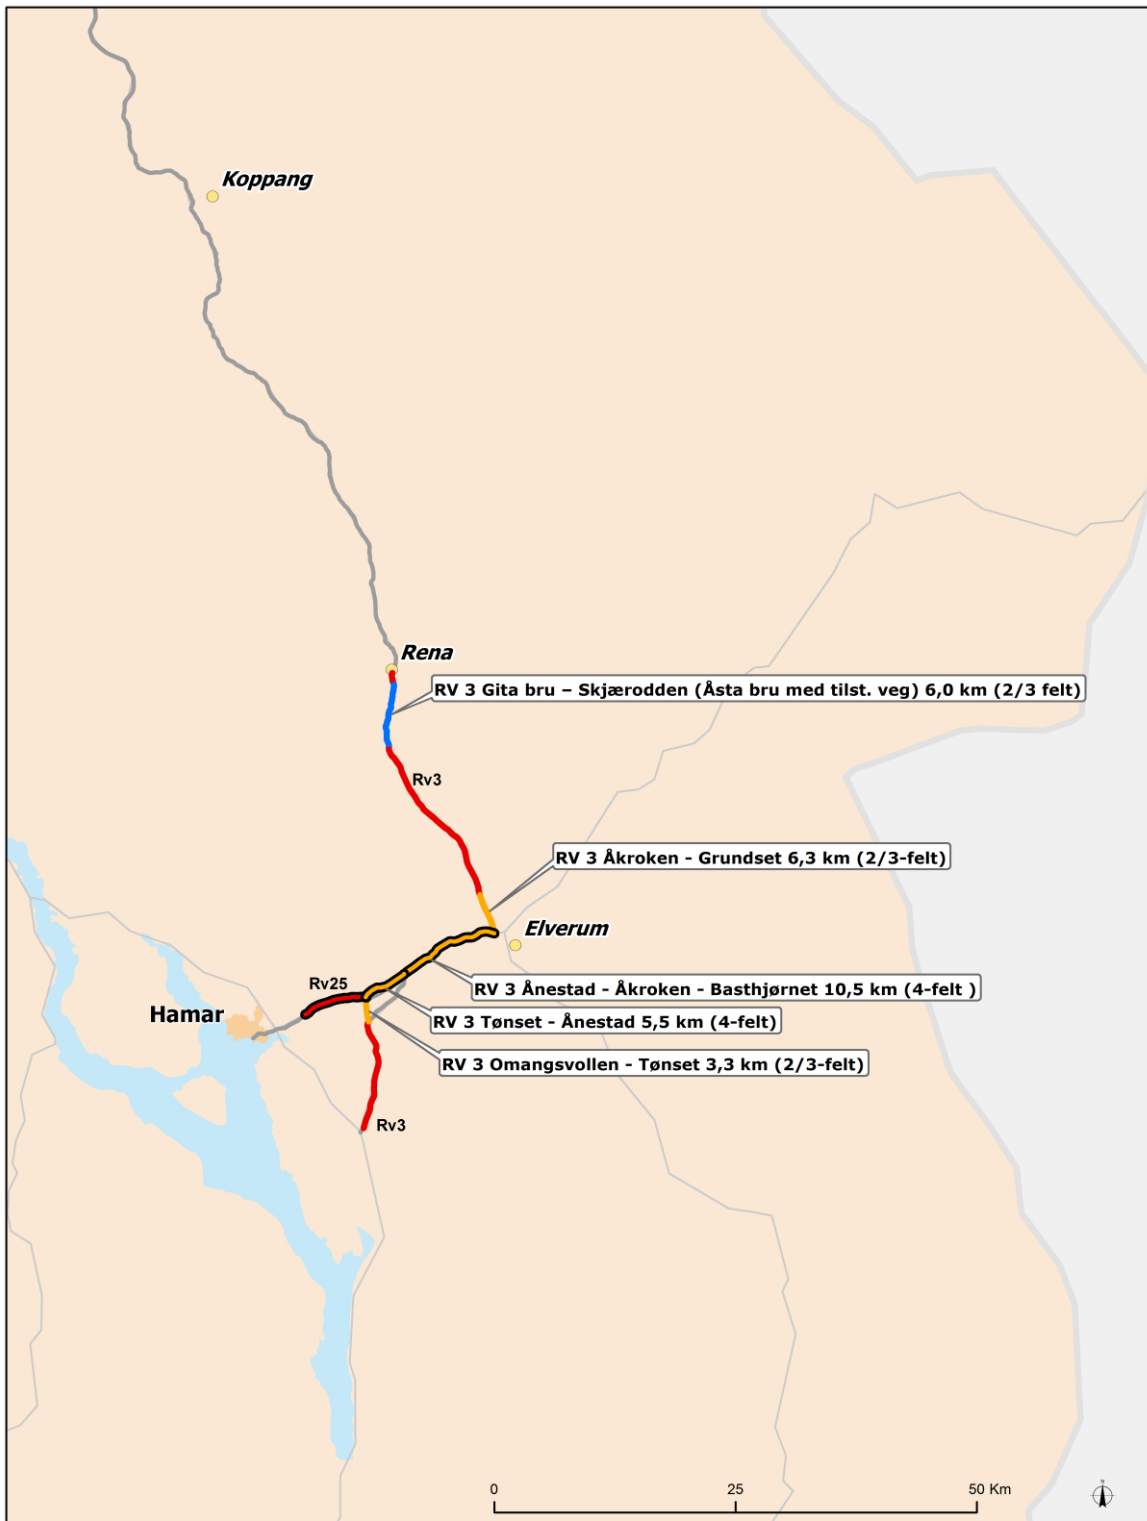 Koppang
Rena
RV 3 Gita bru – Skjærodden (Åsta bru med tilst. veg) 6,0 km (2/3 felt)
Rv3
RV 3 Åkroken - Grundset 6,3 km (2/3-felt)
Elverum
Rv25
RV 3 Ånestad - Åkroken - Basthjørnet 10,5 km (4-felt )
Hamar
RV 3 Tønset - Ånestad 5,5 km (4-felt)
RV 3 Omangsvollen - Tønset 3,3 km (2/3-felt)
Rv3
0 25 50 Km
N